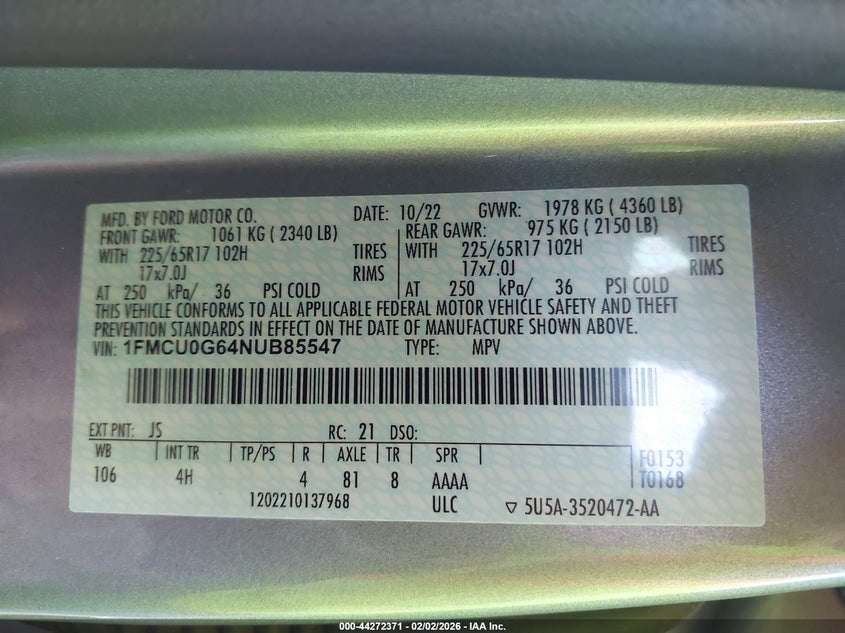 MFD. BY FORD MOTOR CO. DATE: 10/22 GVWR: 1978 KG ( 4360 LB)
FRONT GAWR: 1061 KG ( 2340 LB) REAR GAWR: 975 KG ( 2150 LB)
WITH 225/65R17 102H TIRES WITH 225/65R17 102H TIRES
17x7.0J RIMS 17x7.0J RIMS
AT 250 kPa/ 36 PSI COLD AT 250 kPa/ 36 PSI COLD
THIS VEHICLE CONFORMS TO ALL APPLICABLE FEDERAL MOTOR VEHICLE SAFETY AND THEFT
PREVENTION STANDARDS IN EFFECT ON THE DATE OF MANUFACTURE SHOWN ABOVE.
VIN: 1FMCU0G64NUB85547 TYPE: MPV
EXT PNT: JS RC: 21 DSO:
WB INT TR TP/PS R AXLE TR SPR F0153
106 4H 4 81 8 AAAA T0168
1202210137968 ULC ▽ 5U5A-3520472-AA
000-44272371 | 02/02/2026 - IAA Inc.